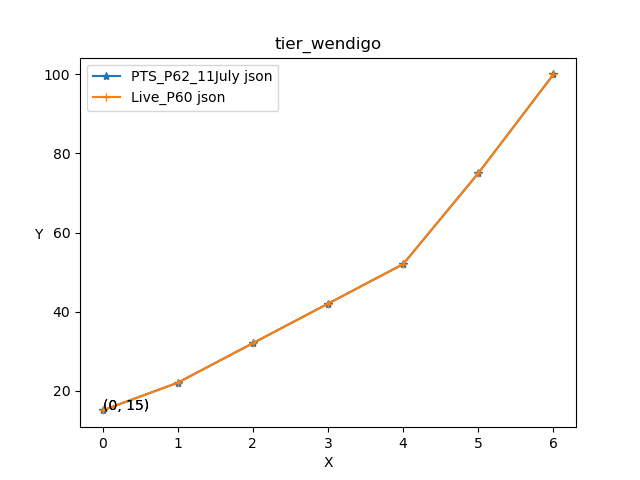 tier_wendigo
PTS_P62_11July json
Live_P60 json
100
80
60
40
20
Y
(0, 15)
0 1 2 3 4 5 6
X